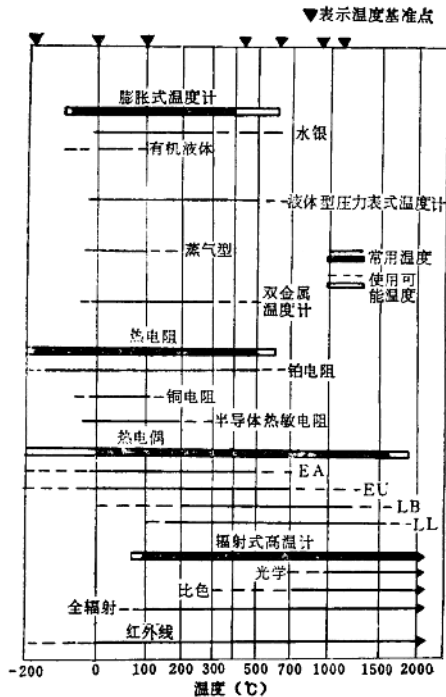 ▼表示温度基准点
膨胀式温度计
水银
有机液体
液体型压力表式温度计
蒸气型
常用温度
使用可
能温度
双金属
温度计
热电阻
铂电阻
铜电阻
半导体热敏电阻
热电偶
EA
EU
LB
LL
辐射式高温计
光学
比色
全辐射
红外线
-200 0 100 200 300 500 700 1000 1500 2000
温度(℃)